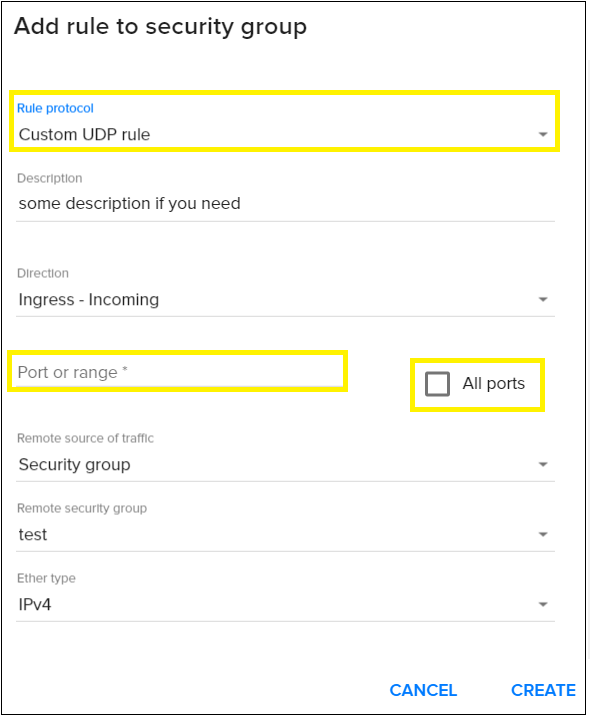 Add rule to security group
Rule protocol
Custom UDP rule
Description
some description if you need
Direction
Ingress - Incoming
Port or range *
All ports
Remote source of traffic
Security group
Remote security group
test
Ether type
IPv4
CANCEL CREATE